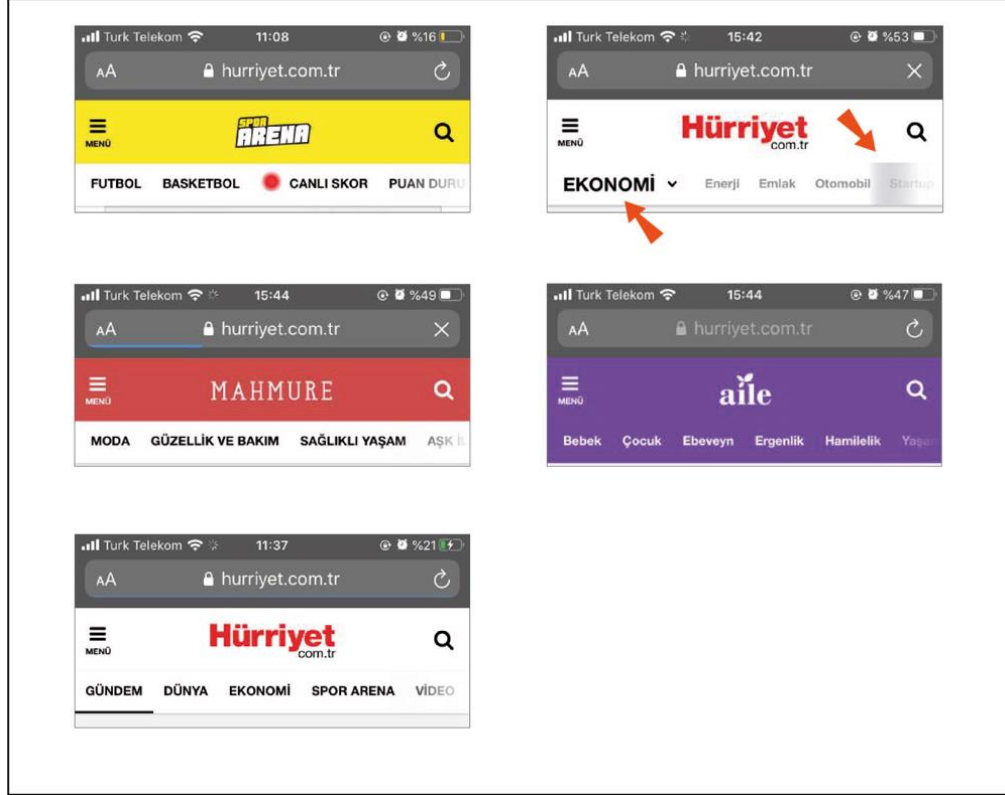 Turk Telekom 11:08 %16
AA hurriyet.com.tr
MENÜ SPOR ARENA
FUTBOL BASKETBOL CANLI SKOR PUAN DURU
Turk Telekom 15:42 %53
AA hurriyet.com.tr
MENÜ Hürriyet
com.tr
EKONOMİ Enerji Emlak Otomobil Startup
Turk Telekom 15:44 %49
AA hurriyet.com.tr
MENÜ MAHMURE
MODA GÜZELLİK VE BAKIM SAĞLIKLI YAŞAM AŞK
Turk Telekom 15:44 %47
AA hurriyet.com.tr
MENÜ aile
Bebek Çocuk Ebeveyn Ergenlik Hamilelik
Turk Telekom 11:37 %21
AA hurriyet.com.tr
MENÜ Hürriyet
com.tr
GÜNDEM DÜNYA EKONOMİ SPOR ARENA VİDEO